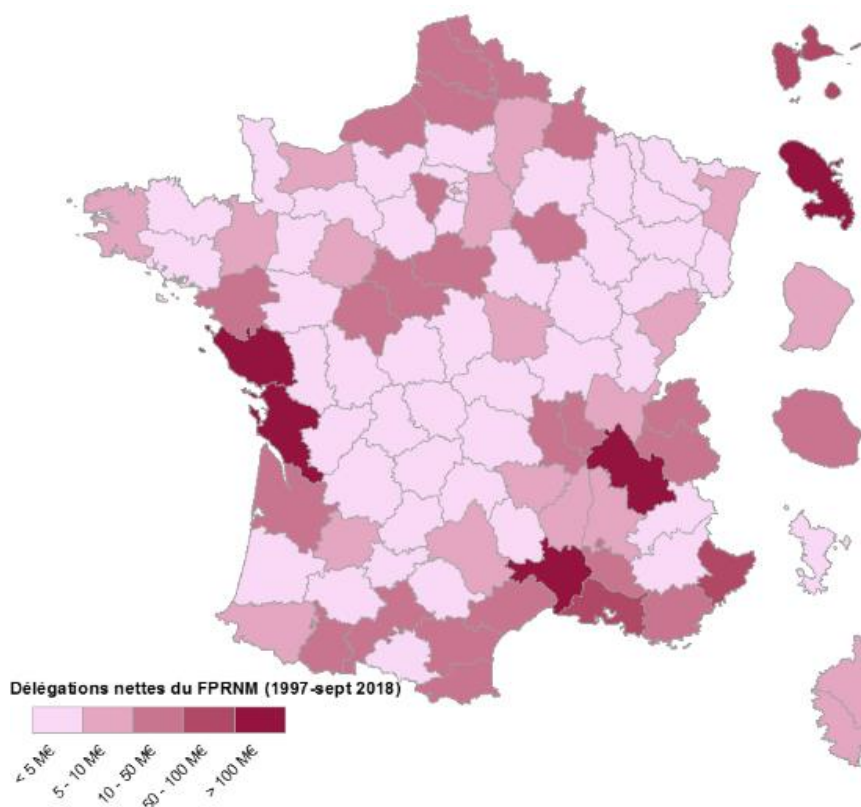 Délégations nettes du FPRNM (1997-sept 2018)
< 5 M€
5 - 10 M€
10 - 50 M€
50 - 100 M€
> 100 M€